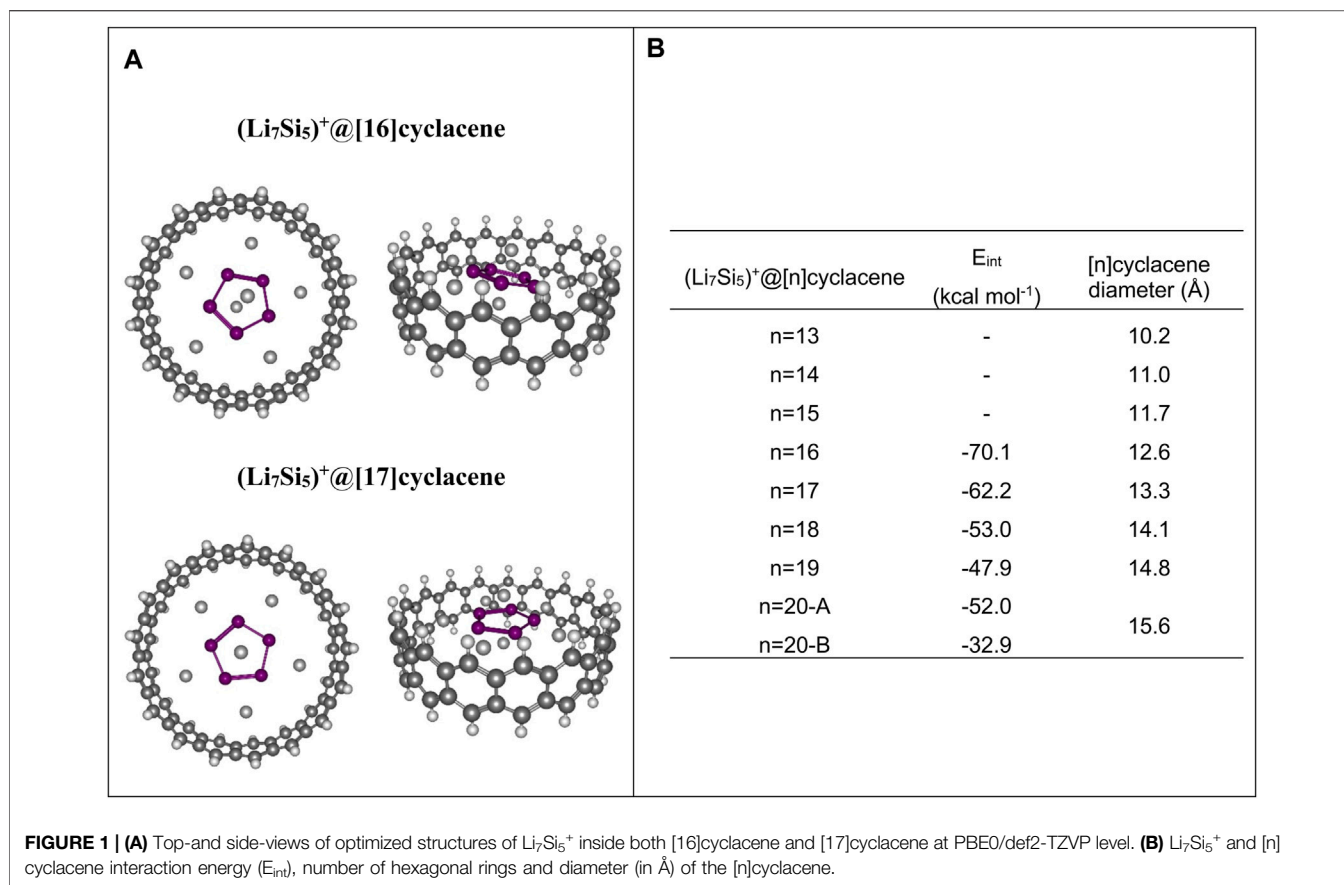 A
(Li₇Si₅)⁺@[16]cyclacene
(Li₇Si₅)⁺@[17]cyclacene
B
(Li₇Si₅)⁺@[n]cyclacene Eint (kcal mol⁻¹) [n]cyclacene diameter (Å)
n=13 - 10.2
n=14 - 11.0
n=15 - 11.7
n=16 -70.1 12.6
n=17 -62.2 13.3
n=18 -53.0 14.1
n=19 -47.9 14.8
n=20-A -52.0 15.6
n=20-B -32.9
FIGURE 1 | (A) Top-and side-views of optimized structures of Li₇Si₅⁺ inside both [16]cyclacene and [17]cyclacene at PBE0/def2-TZVP level. (B) Li₇Si₅⁺ and [n]
cyclacene interaction energy (Eint), number of hexagonal rings and diameter (in Å) of the [n]cyclacene.